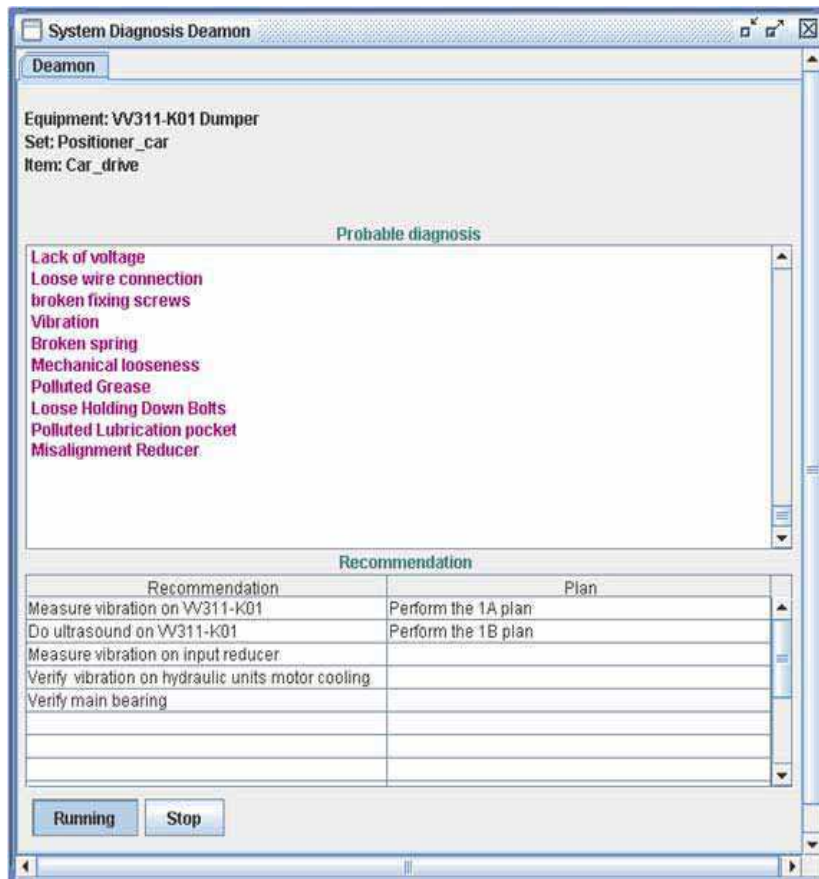 System Diagnosis Deamon
Deamon
Equipment: VV311-K01 Dumper
Set: Positioner_car
Item: Car_drive
Probable diagnosis
Lack of voltage
Loose wire connection
broken fixing screws
Vibration
Broken spring
Mechanical looseness
Polluted Grease
Loose Holding Down Bolts
Polluted Lubrication pocket
Misalignment Reducer
Recommendation
Recommendation Plan
Measure vibration on VV311-K01 Perform the 1A plan
Do ultrasound on VV311-K01 Perform the 1B plan
Measure vibration on input reducer
Verify vibration on hydraulic units motor cooling
Verify main bearing
Running Stop